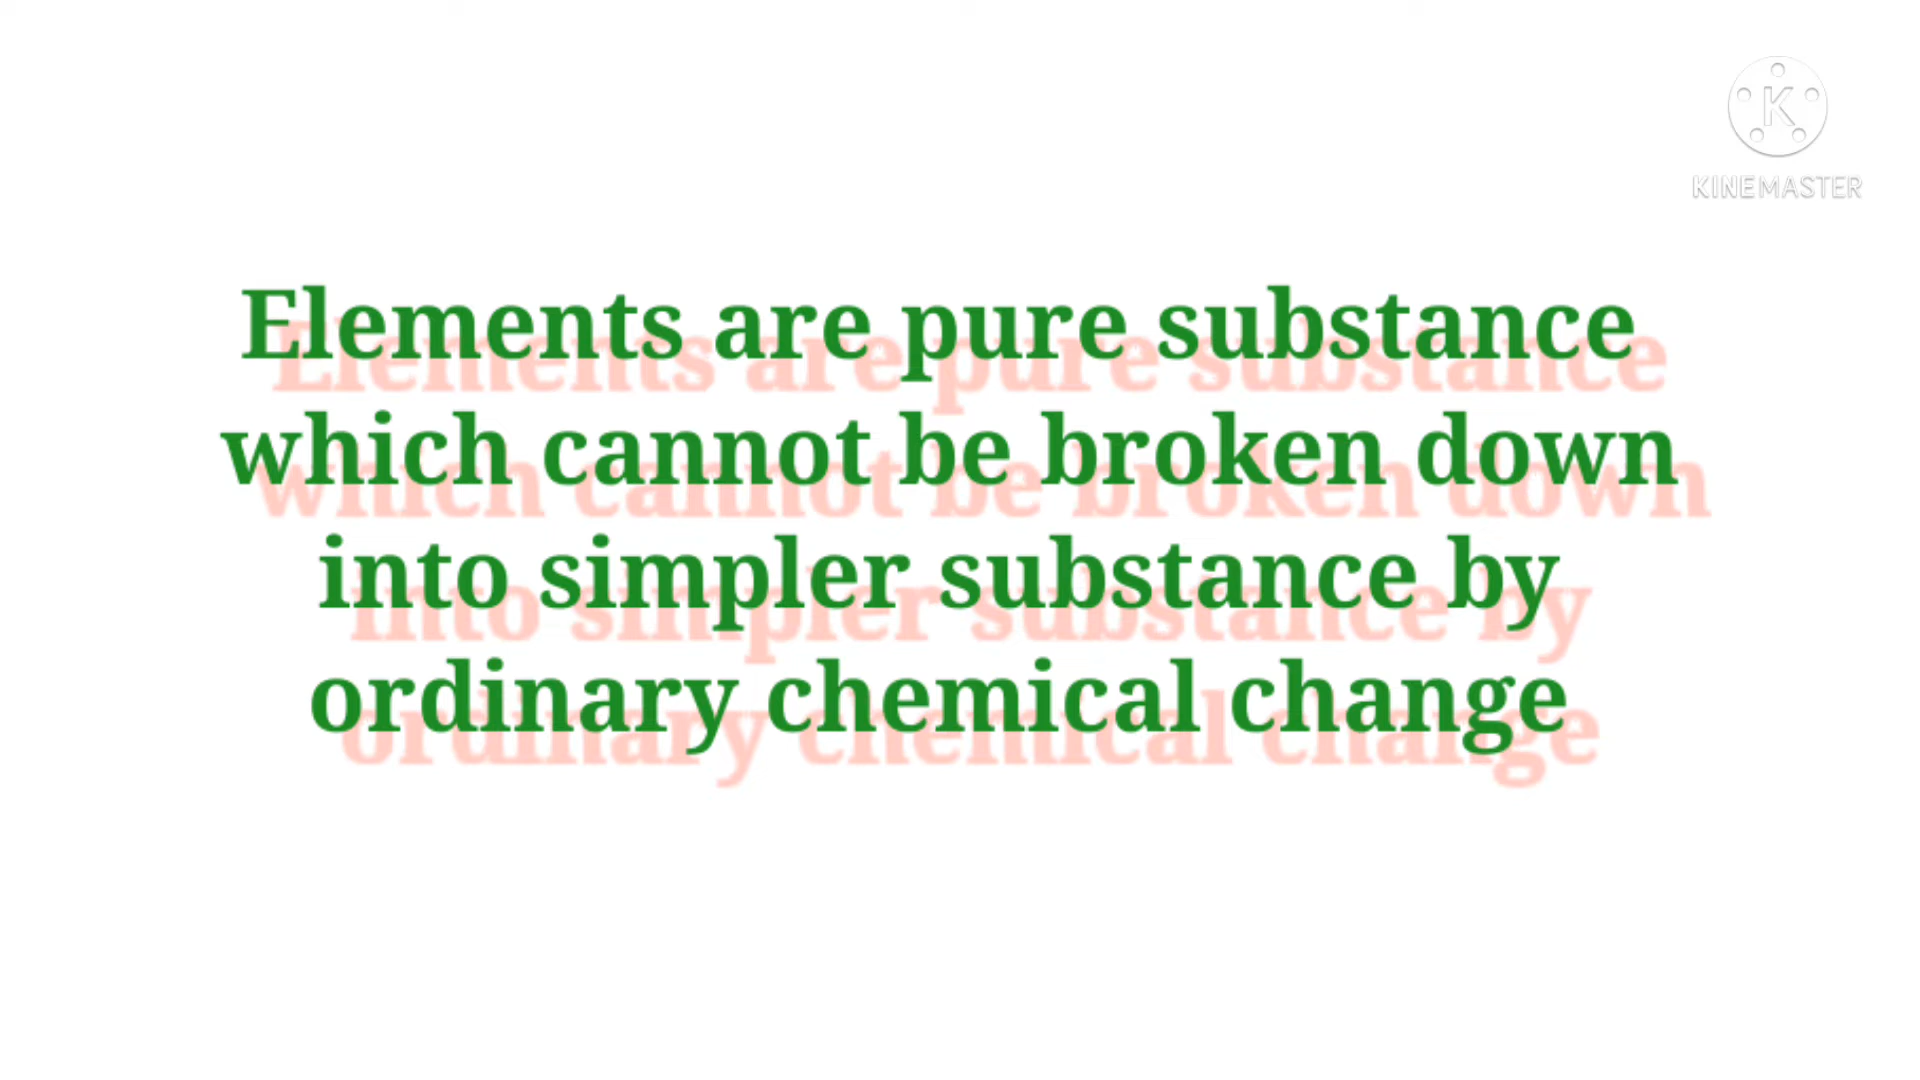 K
KINEMASTER
Elements are pure substance
which cannot be broken down
into simpler substance by
ordinary chemical change